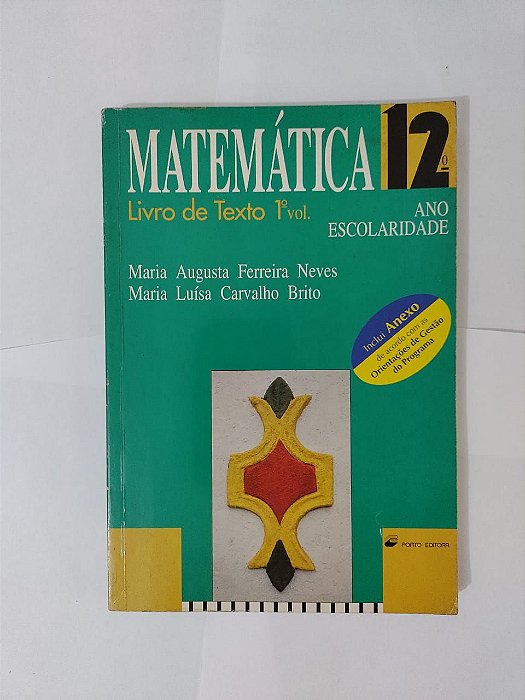 MATEMÁTICA 12º
Livro de Texto 1º vol.
ANO
ESCOLARIDADE
Maria Augusta Ferreira Neves
Maria Luísa Carvalho Brito
Inclui Anexo
de acordo com as
Orientações de Gestão
do Programa
PORTO EDITORA